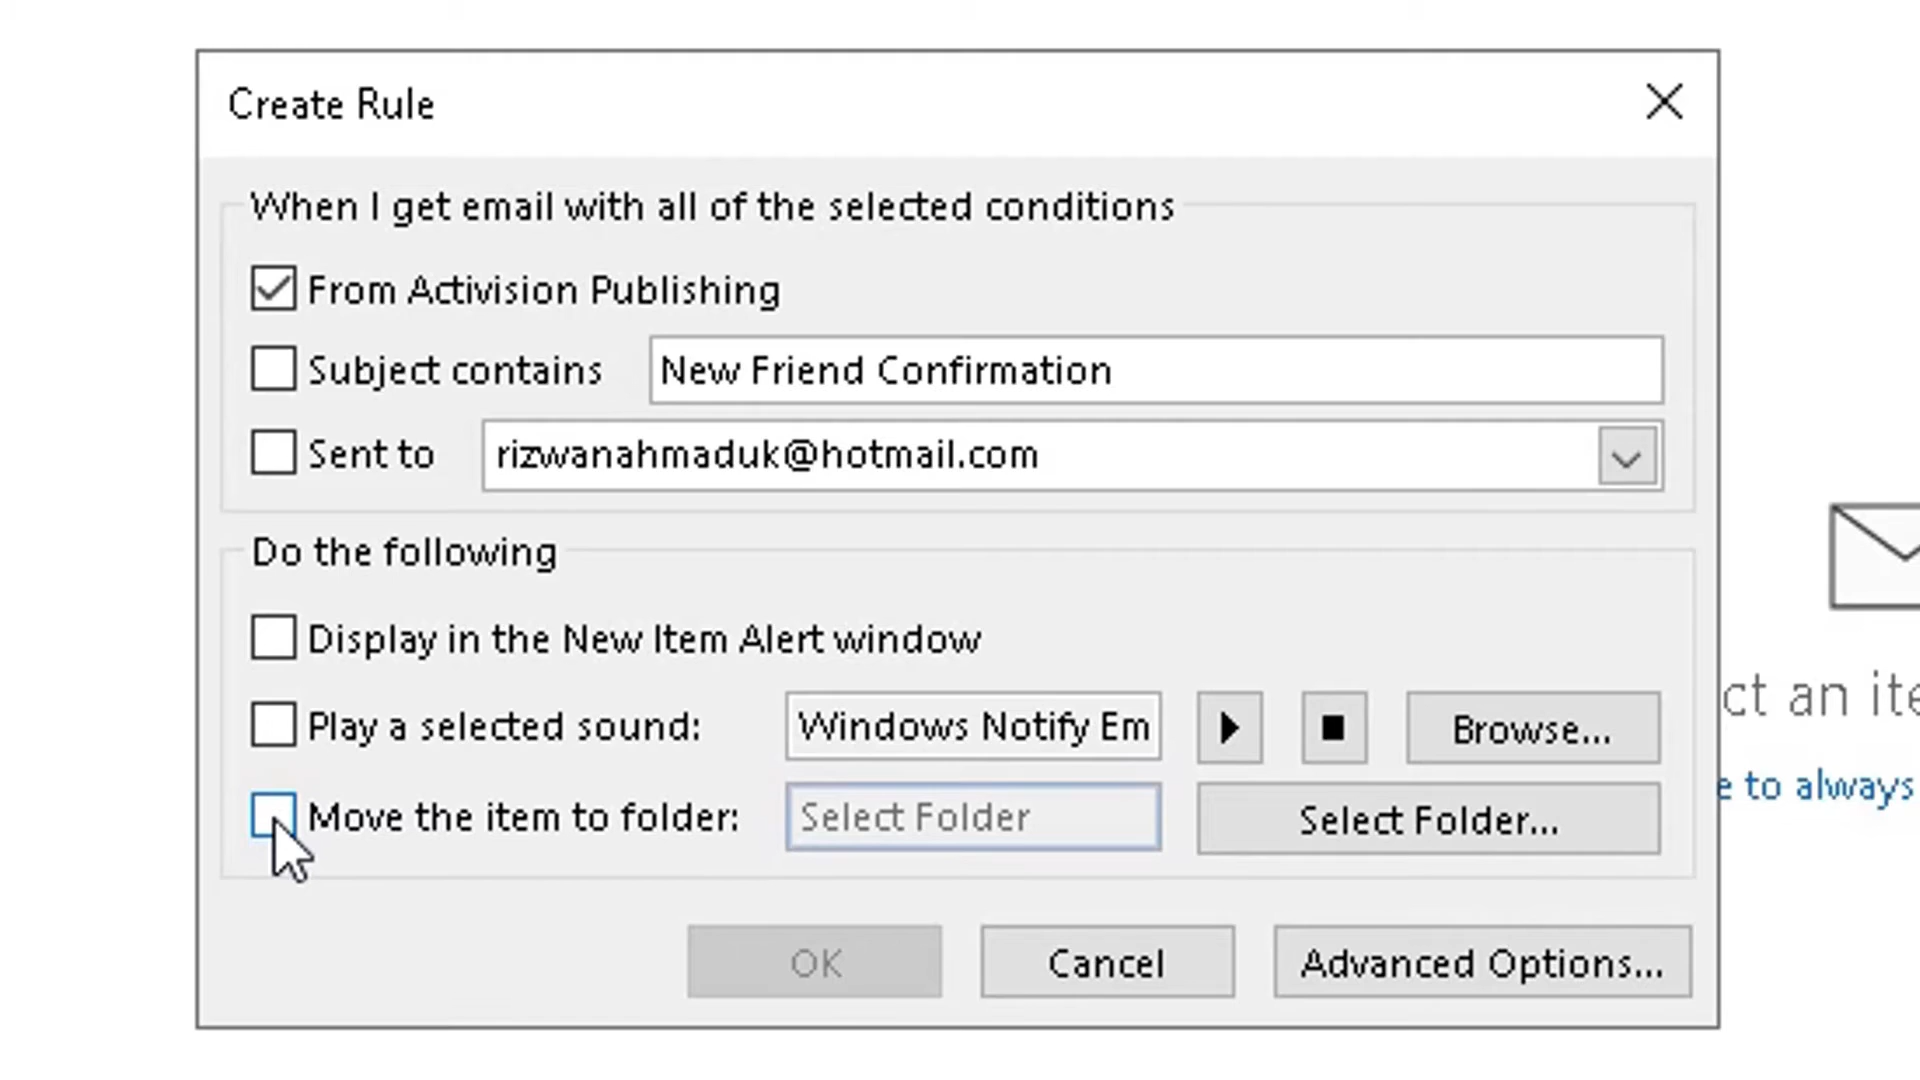 Create Rule
When I get email with all of the selected conditions
From Activision Publishing
Subject contains New Friend Confirmation
Sent to rizwanahmaduk@hotmail.com
Do the following
Display in the New Item Alert window
Play a selected sound: Windows Notify Em Browse...
ct an ite
Move the item to folder: Select Folder Select Folder...
e to always
OK Cancel Advanced Options...